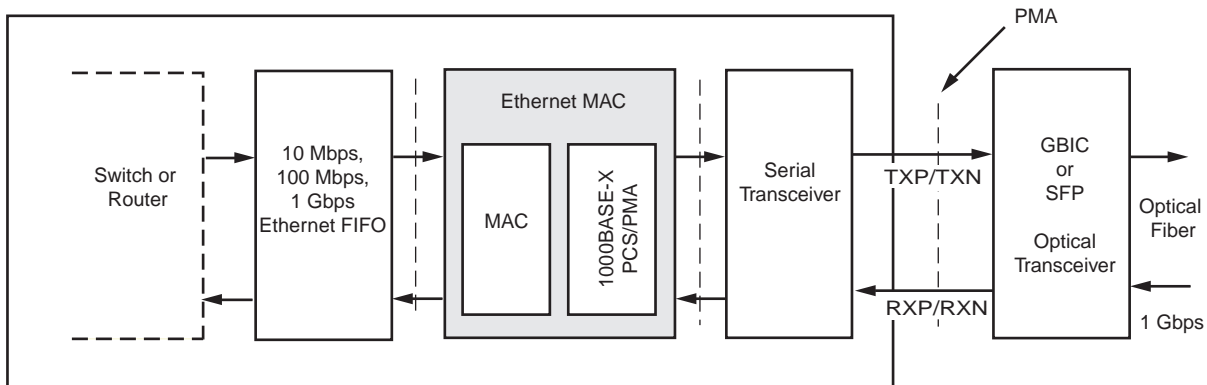 PMA
Switch or
Router
10 Mbps,
100 Mbps,
1 Gbps
Ethernet FIFO
Ethernet MAC
MAC
1000BASE-X
PCS/PMA
Serial
Transceiver
TXP/TXN
RXP/RXN
GBIC
or
SFP
Optical
Transceiver
Optical
Fiber
1 Gbps